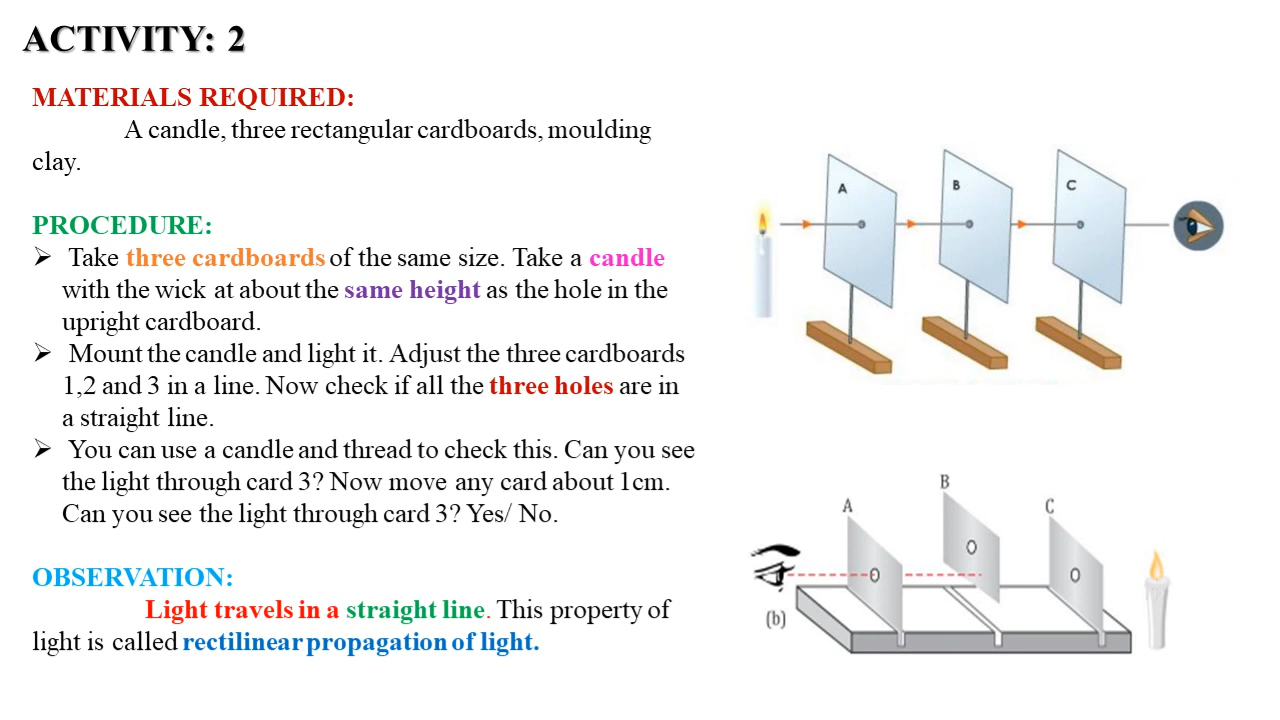 ACTIVITY: 2
MATERIALS REQUIRED:
A candle, three rectangular cardboards, moulding
clay.
PROCEDURE:
➢ Take three cardboards of the same size. Take a candle
with the wick at about the same height as the hole in the
upright cardboard.
➢ Mount the candle and light it. Adjust the three cardboards
1,2 and 3 in a line. Now check if all the three holes are in
a straight line.
➢ You can use a candle and thread to check this. Can you see
the light through card 3? Now move any card about 1cm.
Can you see the light through card 3? Yes/ No.
OBSERVATION:
Light travels in a straight line. This property of
light is called rectilinear propagation of light.
A
B
C
A
B
C
(b)